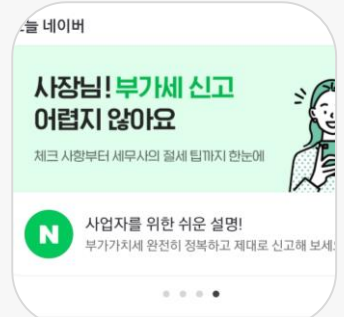 늘 네이버
사장님! 부가세 신고
어렵지 않아요
체크 사항부터 세무사의 절세 팁까지 한눈에
N
사업자를 위한 쉬운 설명!
부가가치세 완전히 정복하고 제대로 신고해 보세